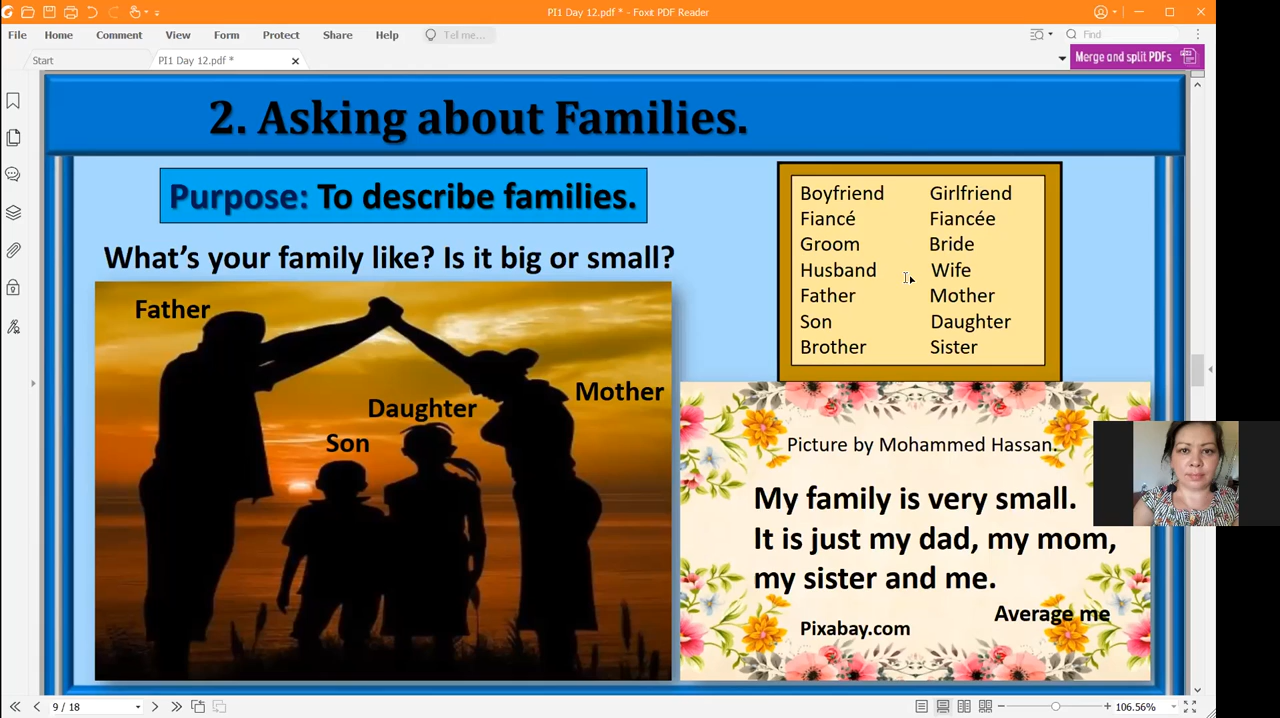 PI1 Day 12.pdf * - Foxit PDF Reader
File Home Comment View Form Protect Share Help Tell me... Find
Start PI1 Day 12.pdf * Merge and split PDFs
2. Asking about Families.
Purpose: To describe families.
What's your family like? Is it big or small?
Father
Daughter
Son
Mother
Boyfriend Girlfriend
Fiancé Fiancée
Groom Bride
Husband Wife
Father Mother
Son Daughter
Brother Sister
Picture by Mohammed Hassan.
My family is very small.
It is just my dad, my mom,
my sister and me.
Average me
Pixabay.com
9 / 18 106.56%